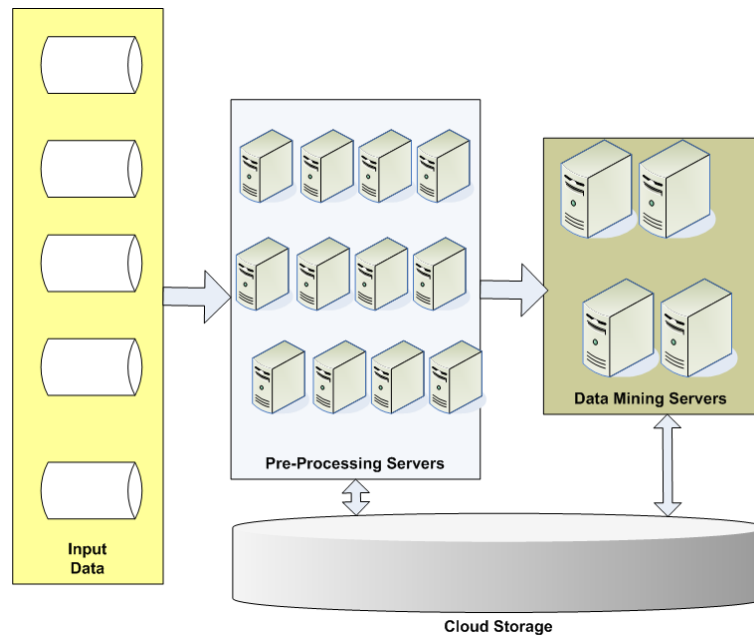 Input
Data
Pre-Processing Servers
Data Mining Servers
Cloud Storage